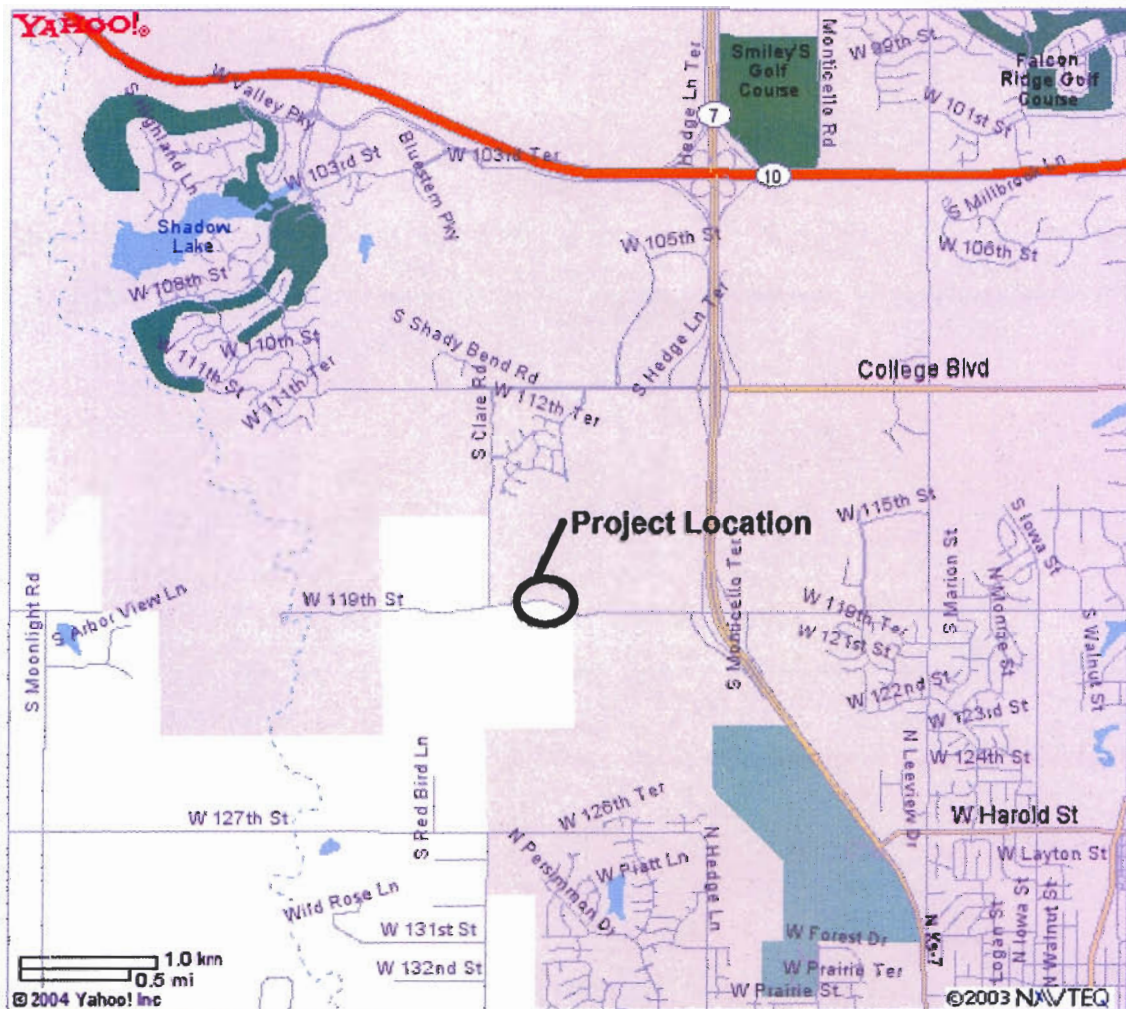 YAHOO!®
Smiley'S
Golf
Course
Monticello Rd
W 99th St
Falcon
Ridge Golf
Course
Hedge Ln Ter
7
W 101st St
W Valley Pky
S Highland Ln
W 103rd St
Bluestem Pky
W 103rd Ter
10
S Millbrook Ln
Shadow
Lake
W 105th St
W 106th St
W 108th St
S Hedge Ln Ter
W 110th St
W 111th St
W 111th Ter
S Shady Bend Rd
College Blvd
S Clare Rd
W 112th Ter
Project Location
W 115th St
S Iowa St
S Marion St
N Monroe St
S Monticello Ter
S Moonlight Rd
S Arbor View Ln
W 119th St
W 119th Ter
W 121st St
S Walnut St
W 122nd St
W 123rd St
W 124th St
N Leeview Dr
S Red Bird Ln
W 127th St
W 126th Ter
W Harold St
N Persimman Dr
W Piatt Ln
N Hedge Ln
W Layton St
Wild Rose Ln
W 131st St
W 132nd St
W Forest Dr
W Prairie Ter
W Prairie St
N Ks-7
Logan St
N Iowa St
N Walnut St
1.0 km
0.5 mi
© 2004 Yahoo! Inc
©2003 NAVTEQ